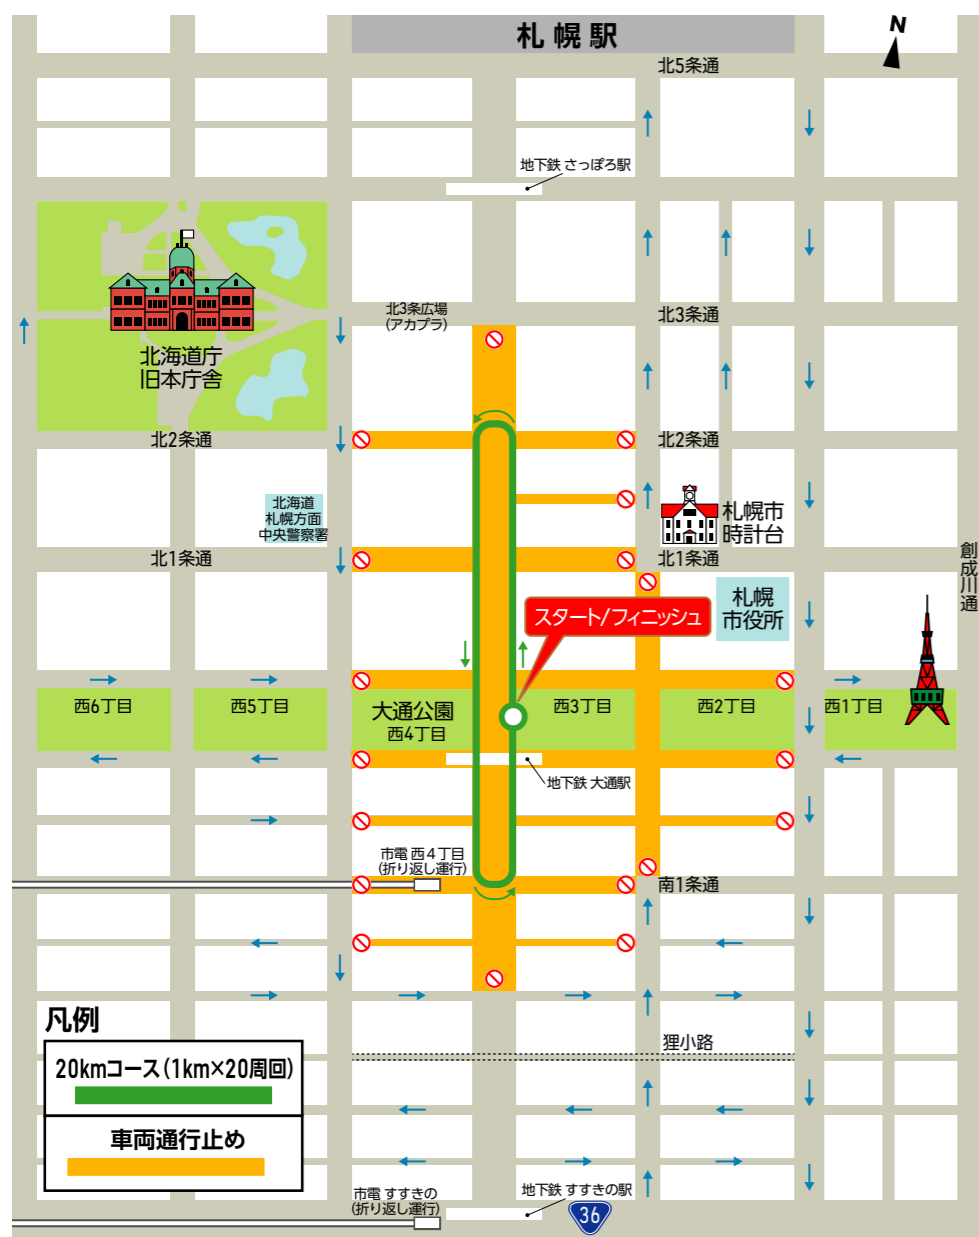 札幌駅
N
北5条通
地下鉄 さっぽろ駅
北3条広場
(アカプラ)
北3条通
北海道庁
旧本庁舎
北2条通
北2条通
北海道
札幌方面
中央警察署
札幌市
時計台
北1条通
北1条通
創成川通
札幌
市役所
スタート/フィニッシュ
西6丁目
西5丁目
大通公園
西4丁目
西3丁目
西2丁目
西1丁目
地下鉄 大通駅
市電 西4丁目
(折り返し運行)
南1条通
凡例
20kmコース(1km×20周回)
車両通行止め
狸小路
市電 すすきの
(折り返し運行)
地下鉄 すすきの駅
36